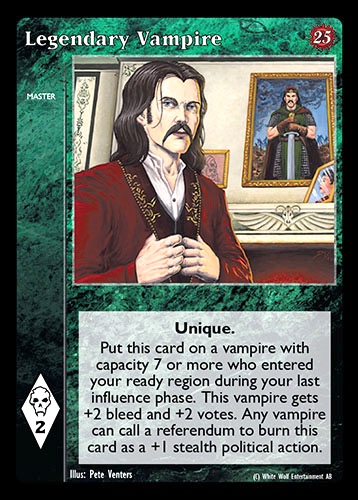 Legendary Vampire
25
MASTER
Unique.
Put this card on a vampire with
capacity 7 or more who entered
your ready region during your last
influence phase. This vampire gets
+2 bleed and +2 votes. Any vampire
can call a referendum to burn this
card as a +1 stealth political action.
2
Illus: Pete Venters
(C) White Wolf Entertainment AB